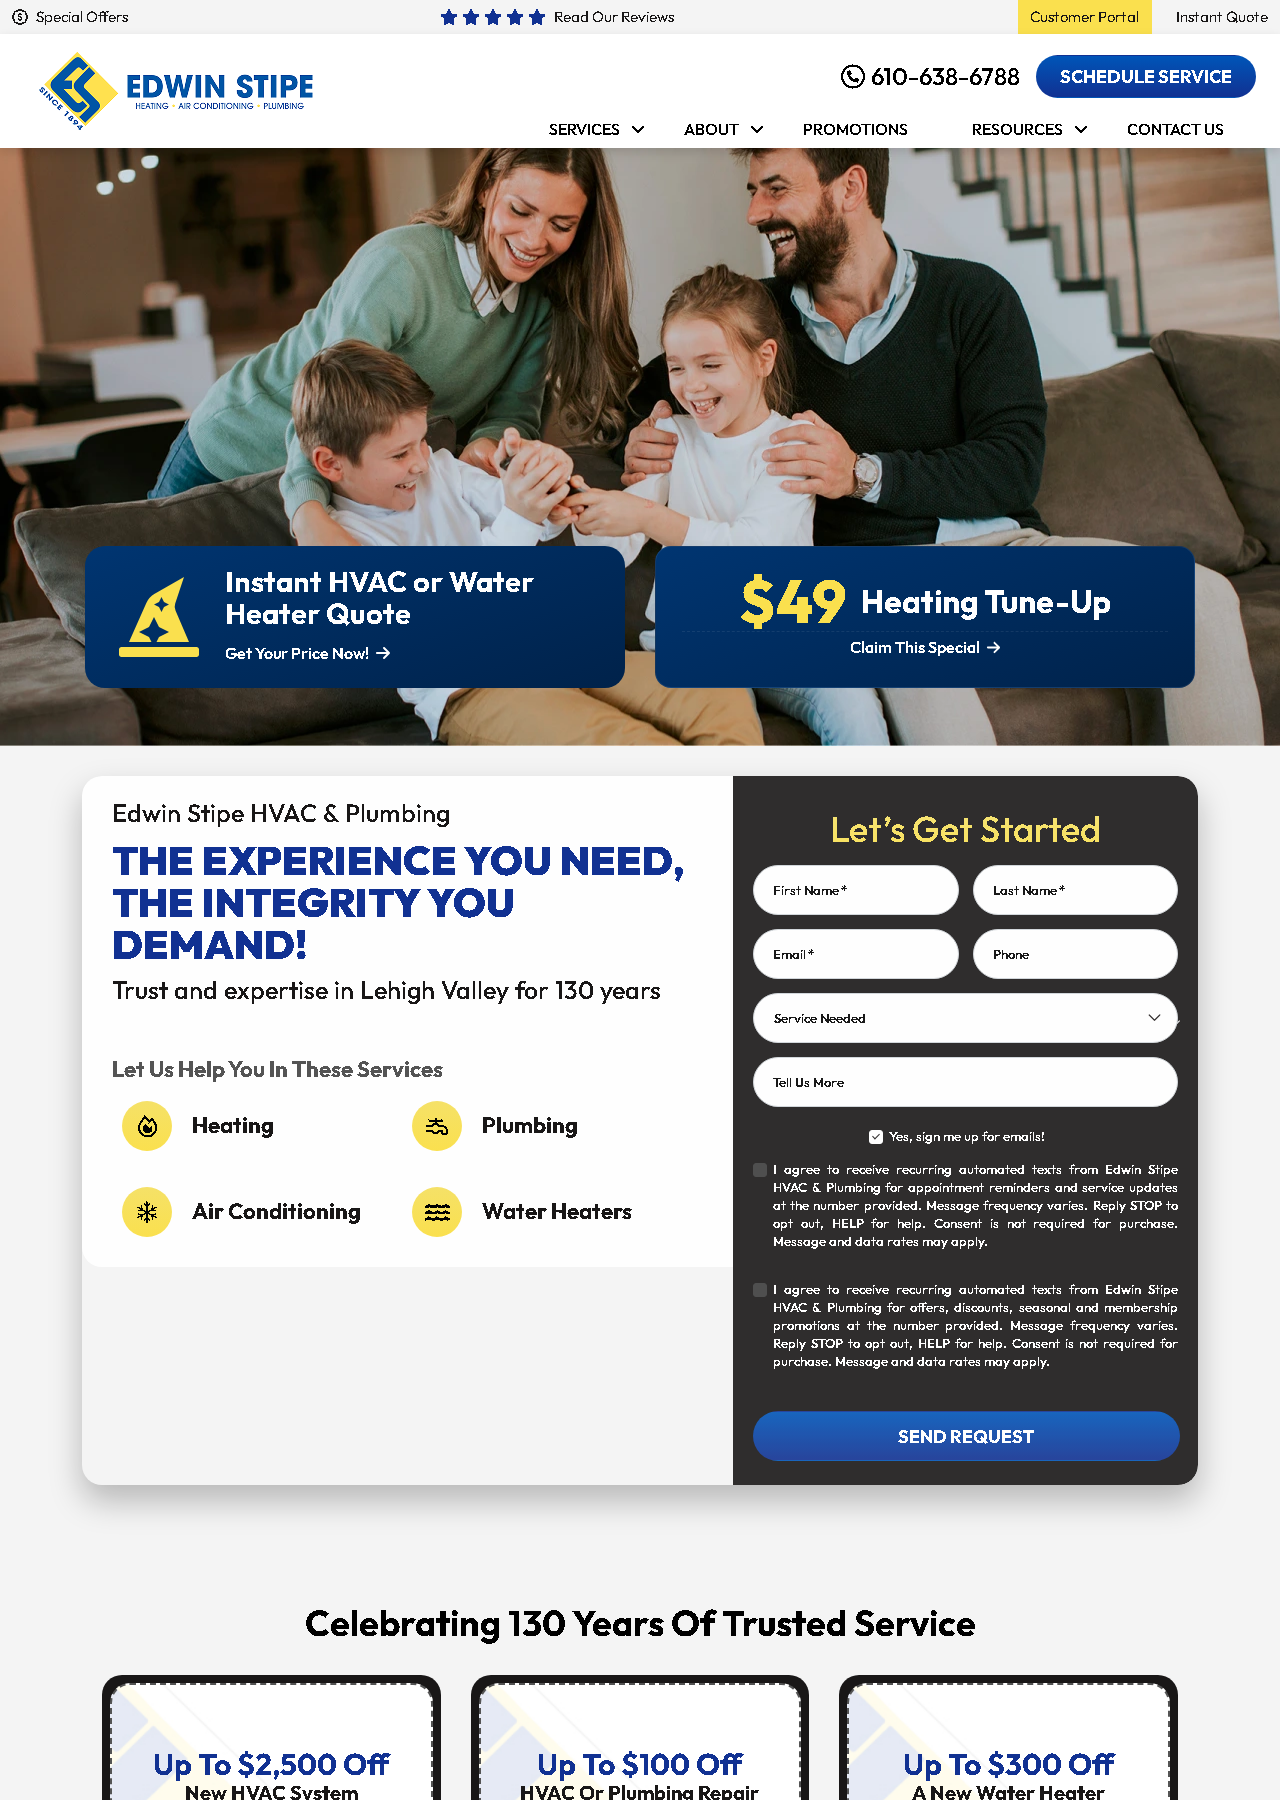 Special Offers
Read Our Reviews
Customer Portal
Instant Quote
SINCE 1894
EDWIN STIPE
HEATING • AIR CONDITIONING • PLUMBING
610-638-6788
SCHEDULE SERVICE
SERVICES
ABOUT
PROMOTIONS
RESOURCES
CONTACT US
Instant HVAC or Water
Heater Quote
Get Your Price Now!
$49 Heating Tune-Up
Claim This Special
Edwin Stipe HVAC & Plumbing
THE EXPERIENCE YOU NEED,
THE INTEGRITY YOU
DEMAND!
Trust and expertise in Lehigh Valley for 130 years
Let Us Help You In These Services
Heating
Plumbing
Air Conditioning
Water Heaters
Let's Get Started
First Name*
Last Name*
Email*
Phone
Service Needed
Tell Us More
Yes, sign me up for emails!
I agree to receive recurring automated texts from Edwin Stipe
HVAC & Plumbing for appointment reminders and service updates
at the number provided. Message frequency varies. Reply STOP to
opt out, HELP for help. Consent is not required for purchase.
Message and data rates may apply.
I agree to receive recurring automated texts from Edwin Stipe
HVAC & Plumbing for offers, discounts, seasonal and membership
promotions at the number provided. Message frequency varies.
Reply STOP to opt out, HELP for help. Consent is not required for
purchase. Message and data rates may apply.
SEND REQUEST
Celebrating 130 Years Of Trusted Service
Up To $2,500 Off
New HVAC System
Up To $100 Off
HVAC Or Plumbing Repair
Up To $300 Off
A New Water Heater